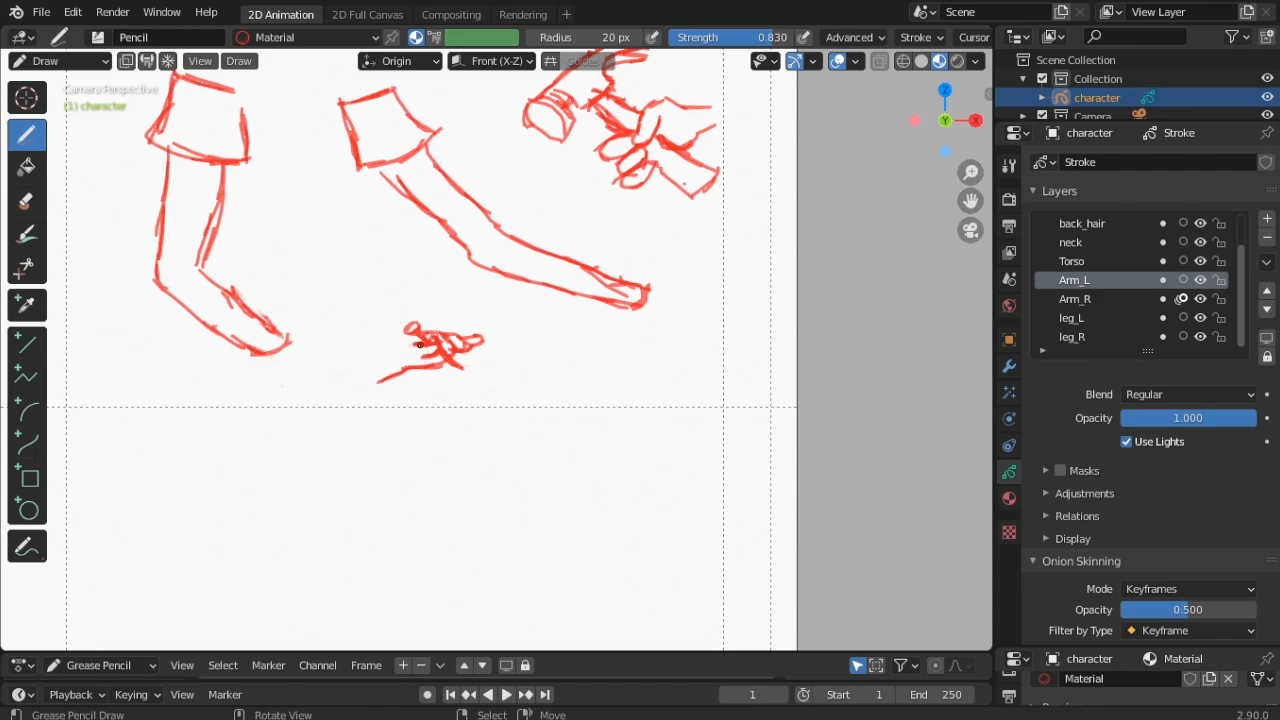 File Edit Render Window Help 2D Animation 2D Full Canvas Compositing Rendering + Scene View Layer
Pencil Material Radius 20 px Strength 0.830 Advanced Stroke Cursor
Draw View Draw Origin Front (X-Z) Guides
Camera Perspective
(1) character
Z
Y
X
Scene Collection
Collection
character
Camera
character Stroke
Stroke
Layers
back_hair
neck
Torso
Arm_L
Arm_R
leg_L
leg_R
Blend Regular
Opacity 1.000
Use Lights
Masks
Adjustments
Relations
Display
Onion Skinning
Mode Keyframes
Opacity 0.500
Filter by Type Keyframe
character Material
Material
Grease Pencil View Select Marker Channel Frame
Playback Keying View Marker 1 Start 1 End 250
Grease Pencil Draw Rotate View Select Move 2.90.0